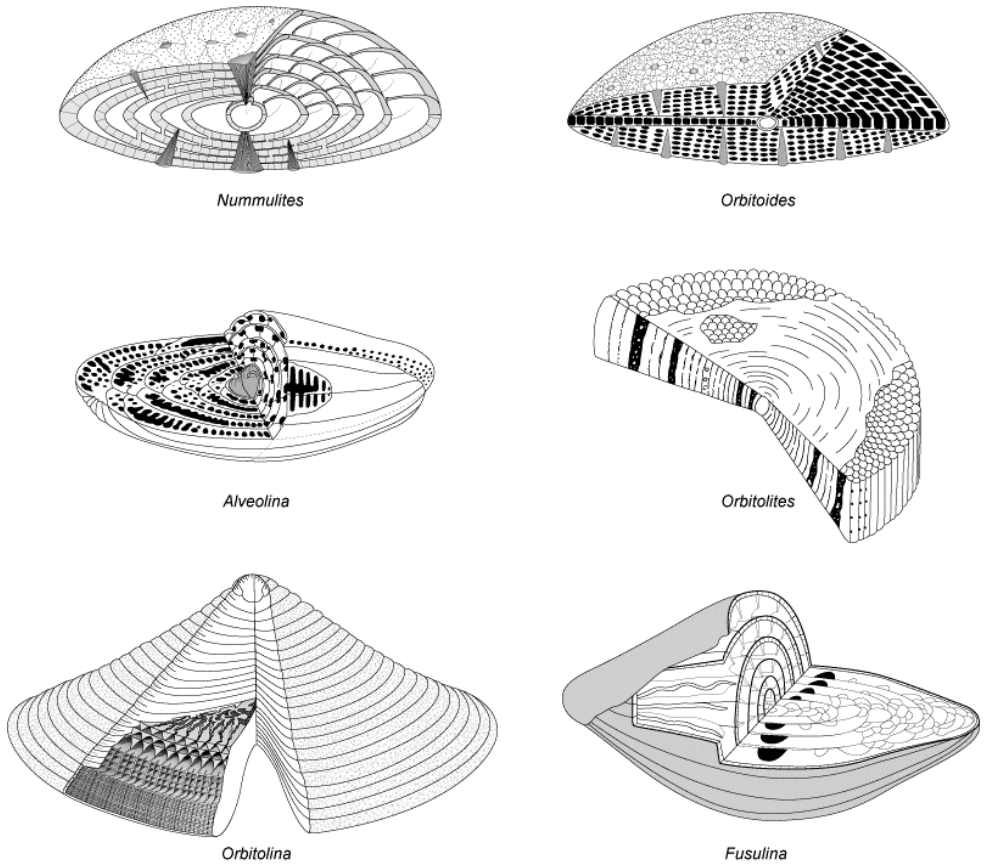 Nummulites
Orbitoides
Alveolina
Orbitolites
Orbitolina
Fusulina